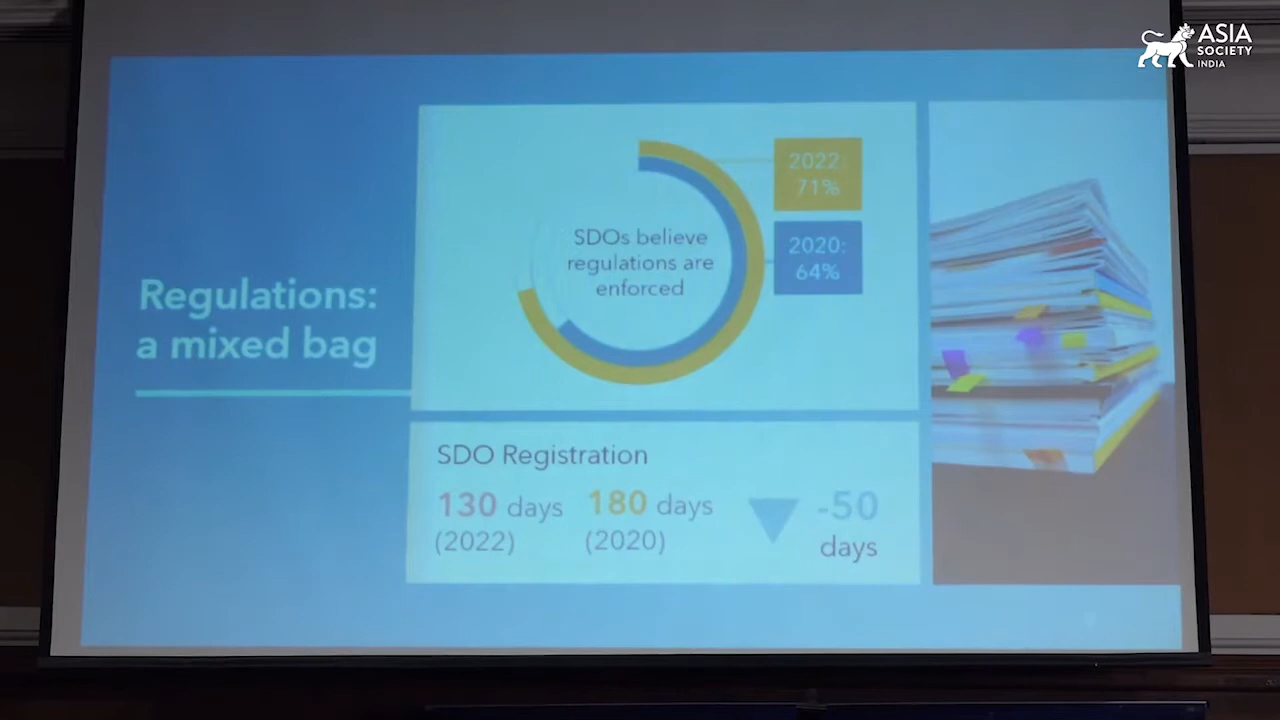 ASIA
SOCIETY
INDIA
Regulations:
a mixed bag
SDOs believe
regulations are
enforced
2022:
71%
2020:
64%
SDO Registration
130 days
(2022)
180 days
(2020)
-50
days